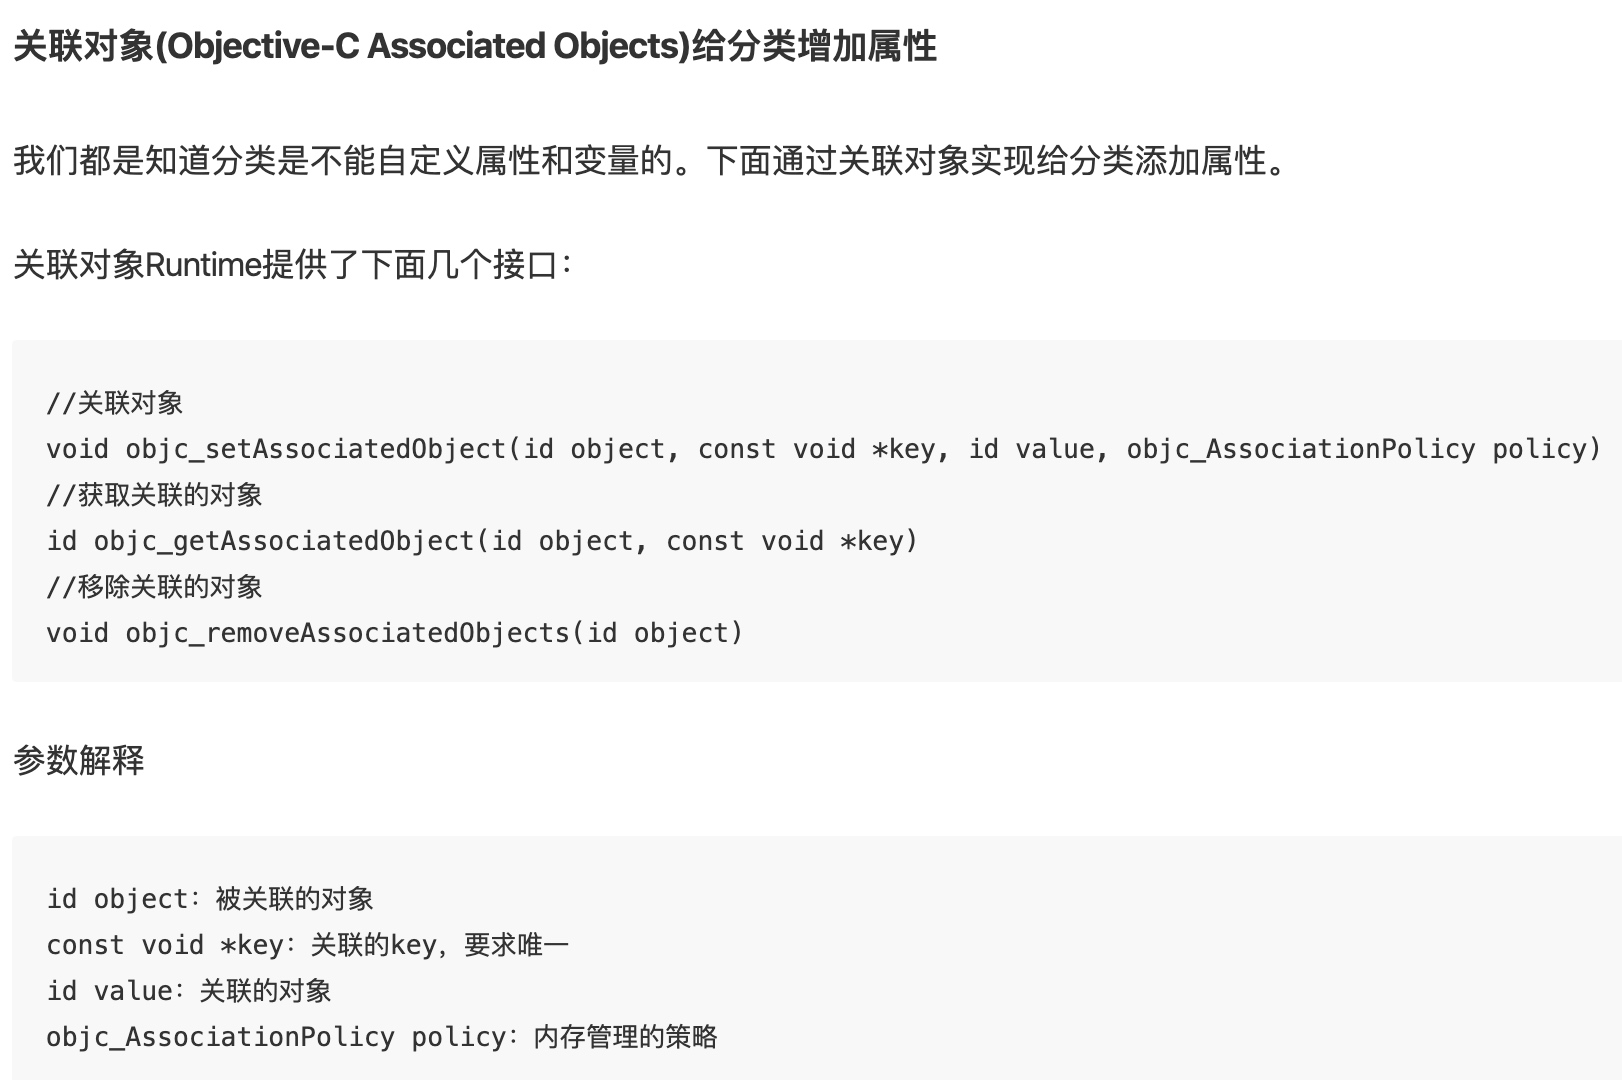 关联对象(Objective-C Associated Objects)给分类增加属性
我们都是知道分类是不能自定义属性和变量的。下面通过关联对象实现给分类添加属性。
关联对象Runtime提供了下面几个接口：
//关联对象
void objc_setAssociatedObject(id object, const void *key, id value, objc_AssociationPolicy policy)
//获取关联的对象
id objc_getAssociatedObject(id object, const void *key)
//移除关联的对象
void objc_removeAssociatedObjects(id object)
参数解释
id object：被关联的对象
const void *key：关联的key，要求唯一
id value：关联的对象
objc_AssociationPolicy policy：内存管理的策略